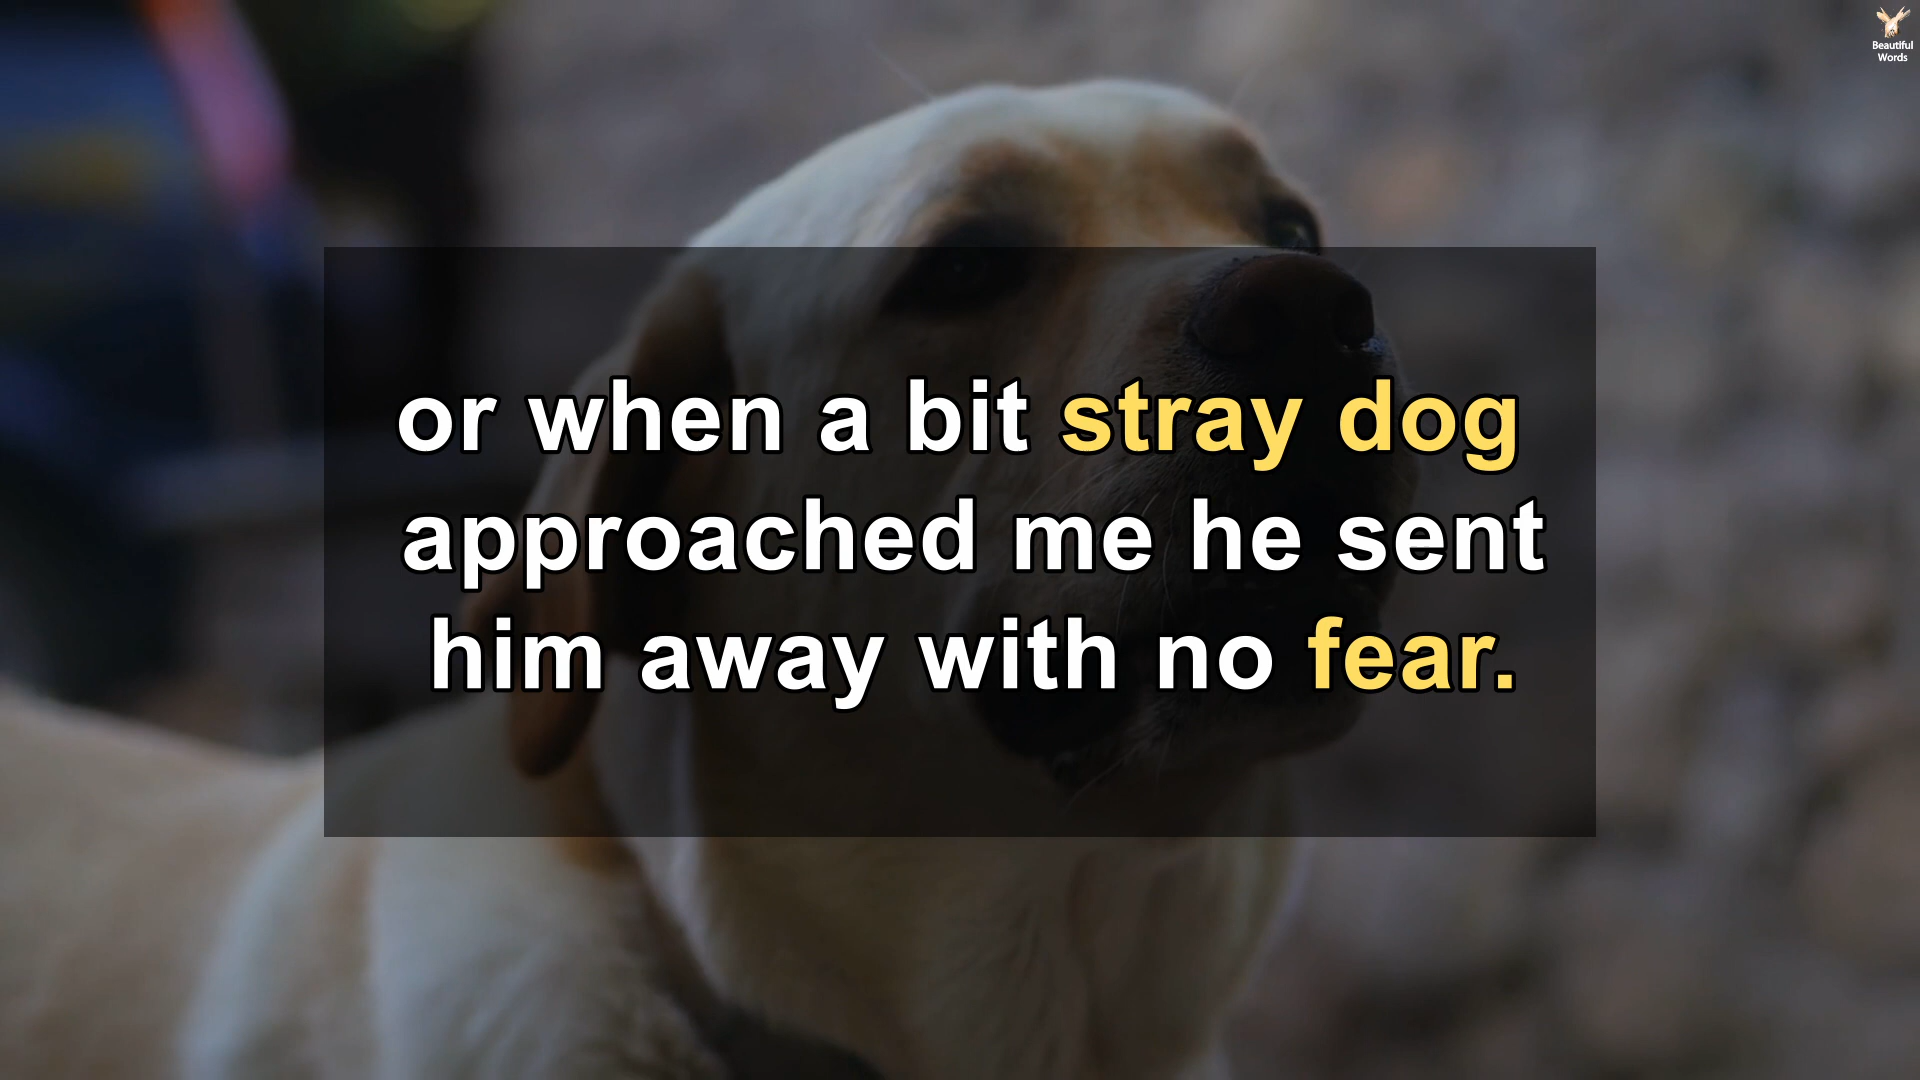 Beautiful
Words
or when a bit stray dog
approached me he sent
him away with no fear.